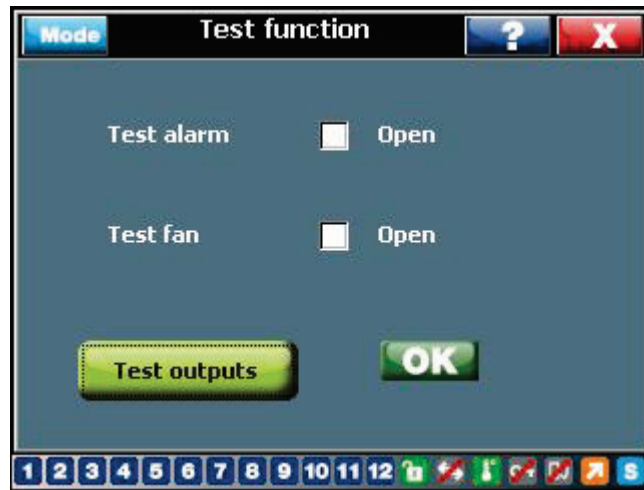 Mode Test function ? X
Test alarm Open
Test fan Open
Test outputs OK
1 2 3 4 5 6 7 8 9 10 11 12 S